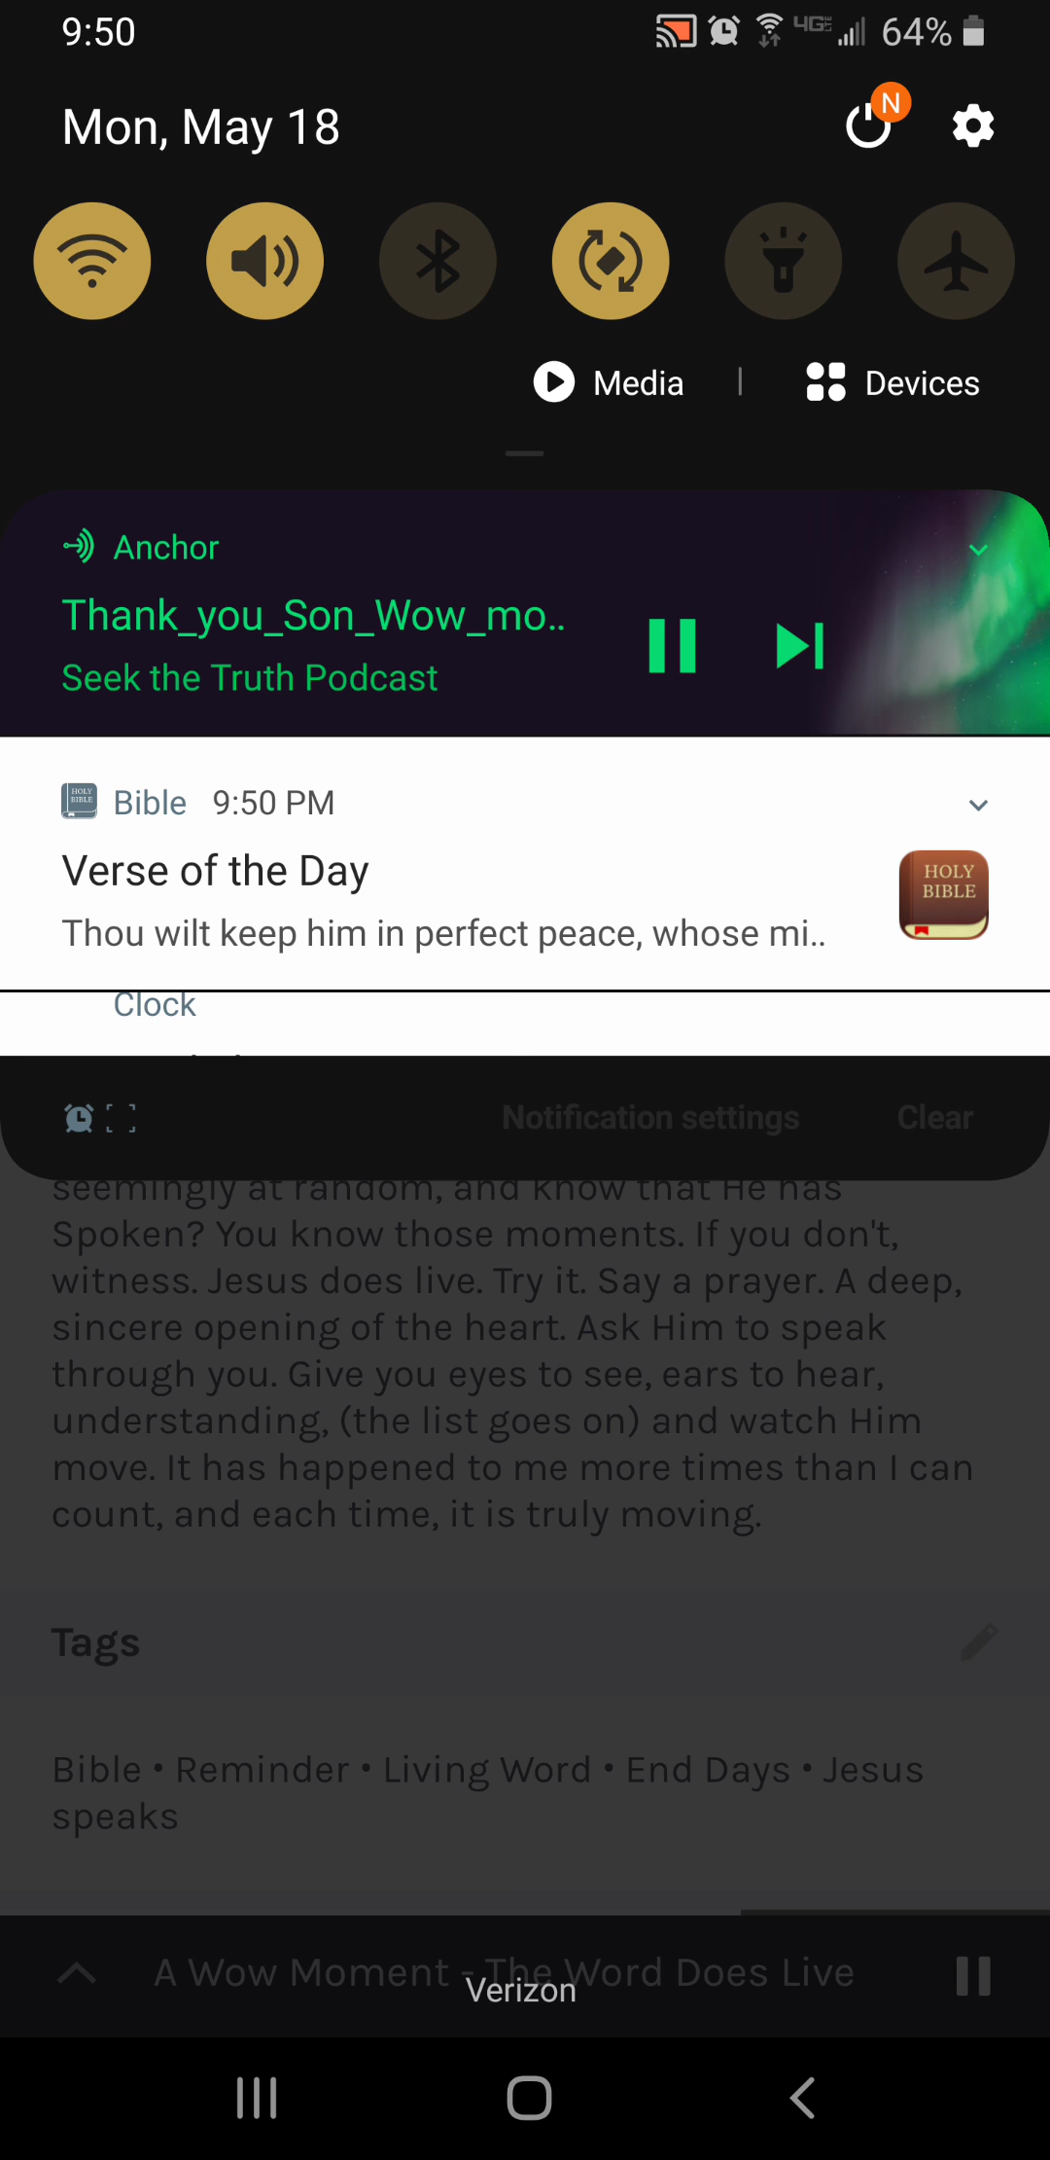 9:50
4G LTE 64%
Mon, May 18
N
Media | Devices
Anchor
Thank_you_Son_Wow_mo..
Seek the Truth Podcast
HOLY BIBLE
Bible 9:50 PM
Verse of the Day
Thou wilt keep him in perfect peace, whose mi..
HOLY
BIBLE
Clock
Notification settings Clear
seemingly at random, and know that He has
Spoken? You know those moments. If you don't,
witness. Jesus does live. Try it. Say a prayer. A deep,
sincere opening of the heart. Ask Him to speak
through you. Give you eyes to see, ears to hear,
understanding, (the list goes on) and watch Him
move. It has happened to me more times than I can
count, and each time, it is truly moving.
Tags
Bible • Reminder • Living Word • End Days • Jesus
speaks
A Wow Moment - The Word Does Live
Verizon